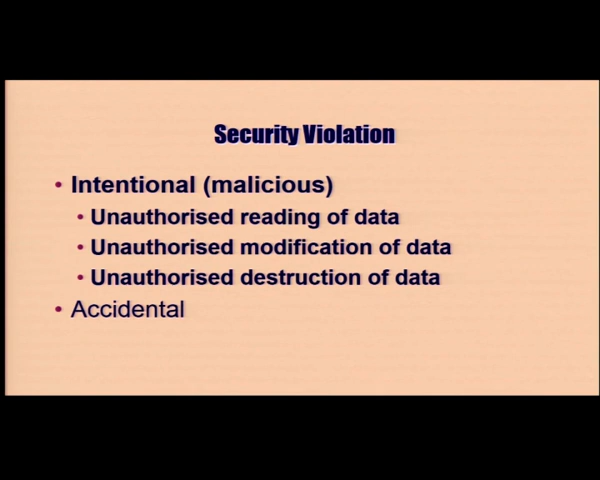 Security Violation
• Intentional (malicious)
• Unauthorised reading of data
• Unauthorised modification of data
• Unauthorised destruction of data
• Accidental